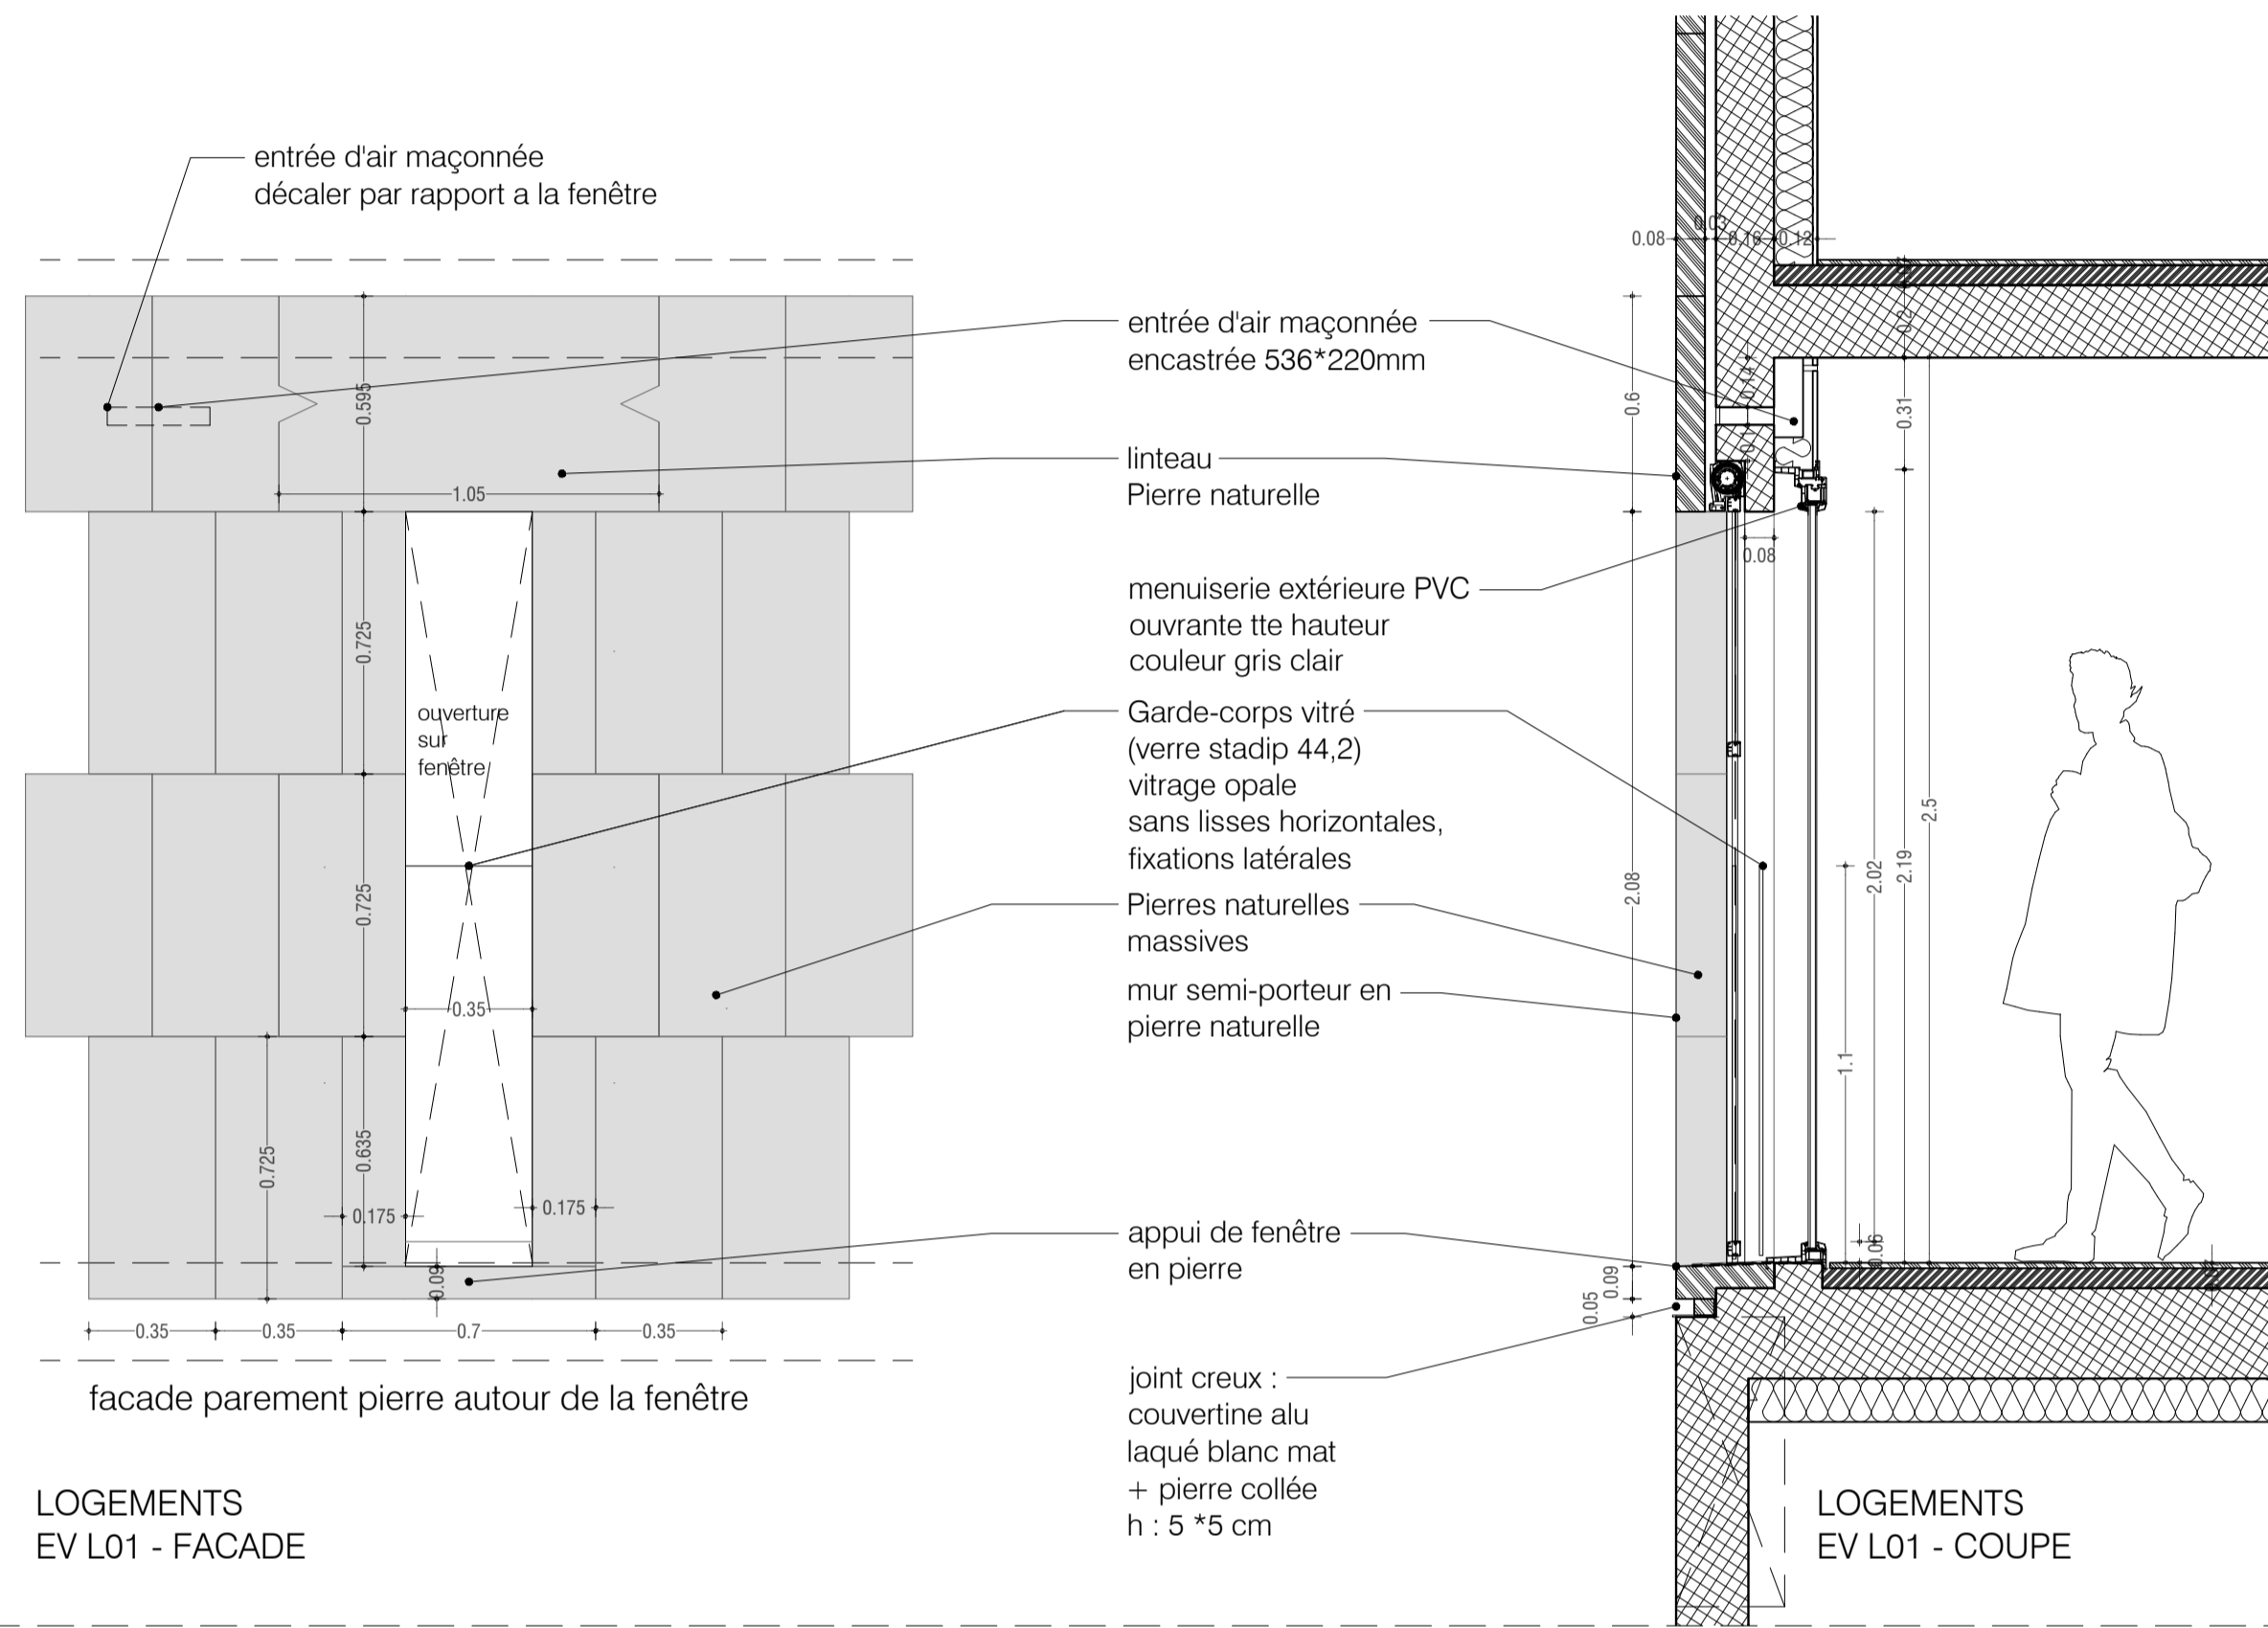 entrée d'air maçonnée
décaler par rapport a la fenêtre
0.595
1.05
0.725
ouverture
sur
fenêtre
0.725
0.35
0.725
0.635
0.175
0.175
0.09
0.35
0.35
0.7
0.35
facade parement pierre autour de la fenêtre
LOGEMENTS
EV L01 - FACADE
entrée d'air maçonnée
encastrée 536*220mm
linteau
Pierre naturelle
menuiserie extérieure PVC
ouvrante tte hauteur
couleur gris clair
Garde-corps vitré
(verre stadip 44,2)
vitrage opale
sans lisses horizontales,
fixations latérales
Pierres naturelles
massives
mur semi-porteur en
pierre naturelle
appui de fenêtre
en pierre
joint creux :
couvertine alu
laqué blanc mat
+ pierre collée
h : 5 *5 cm
0.08
0.03
0.16
0.12
0.2
0.6
0.14
0.31
0.08
2.08
2.5
2.02
2.19
1.1
0.06
0.09
0.05
LOGEMENTS
EV L01 - COUPE